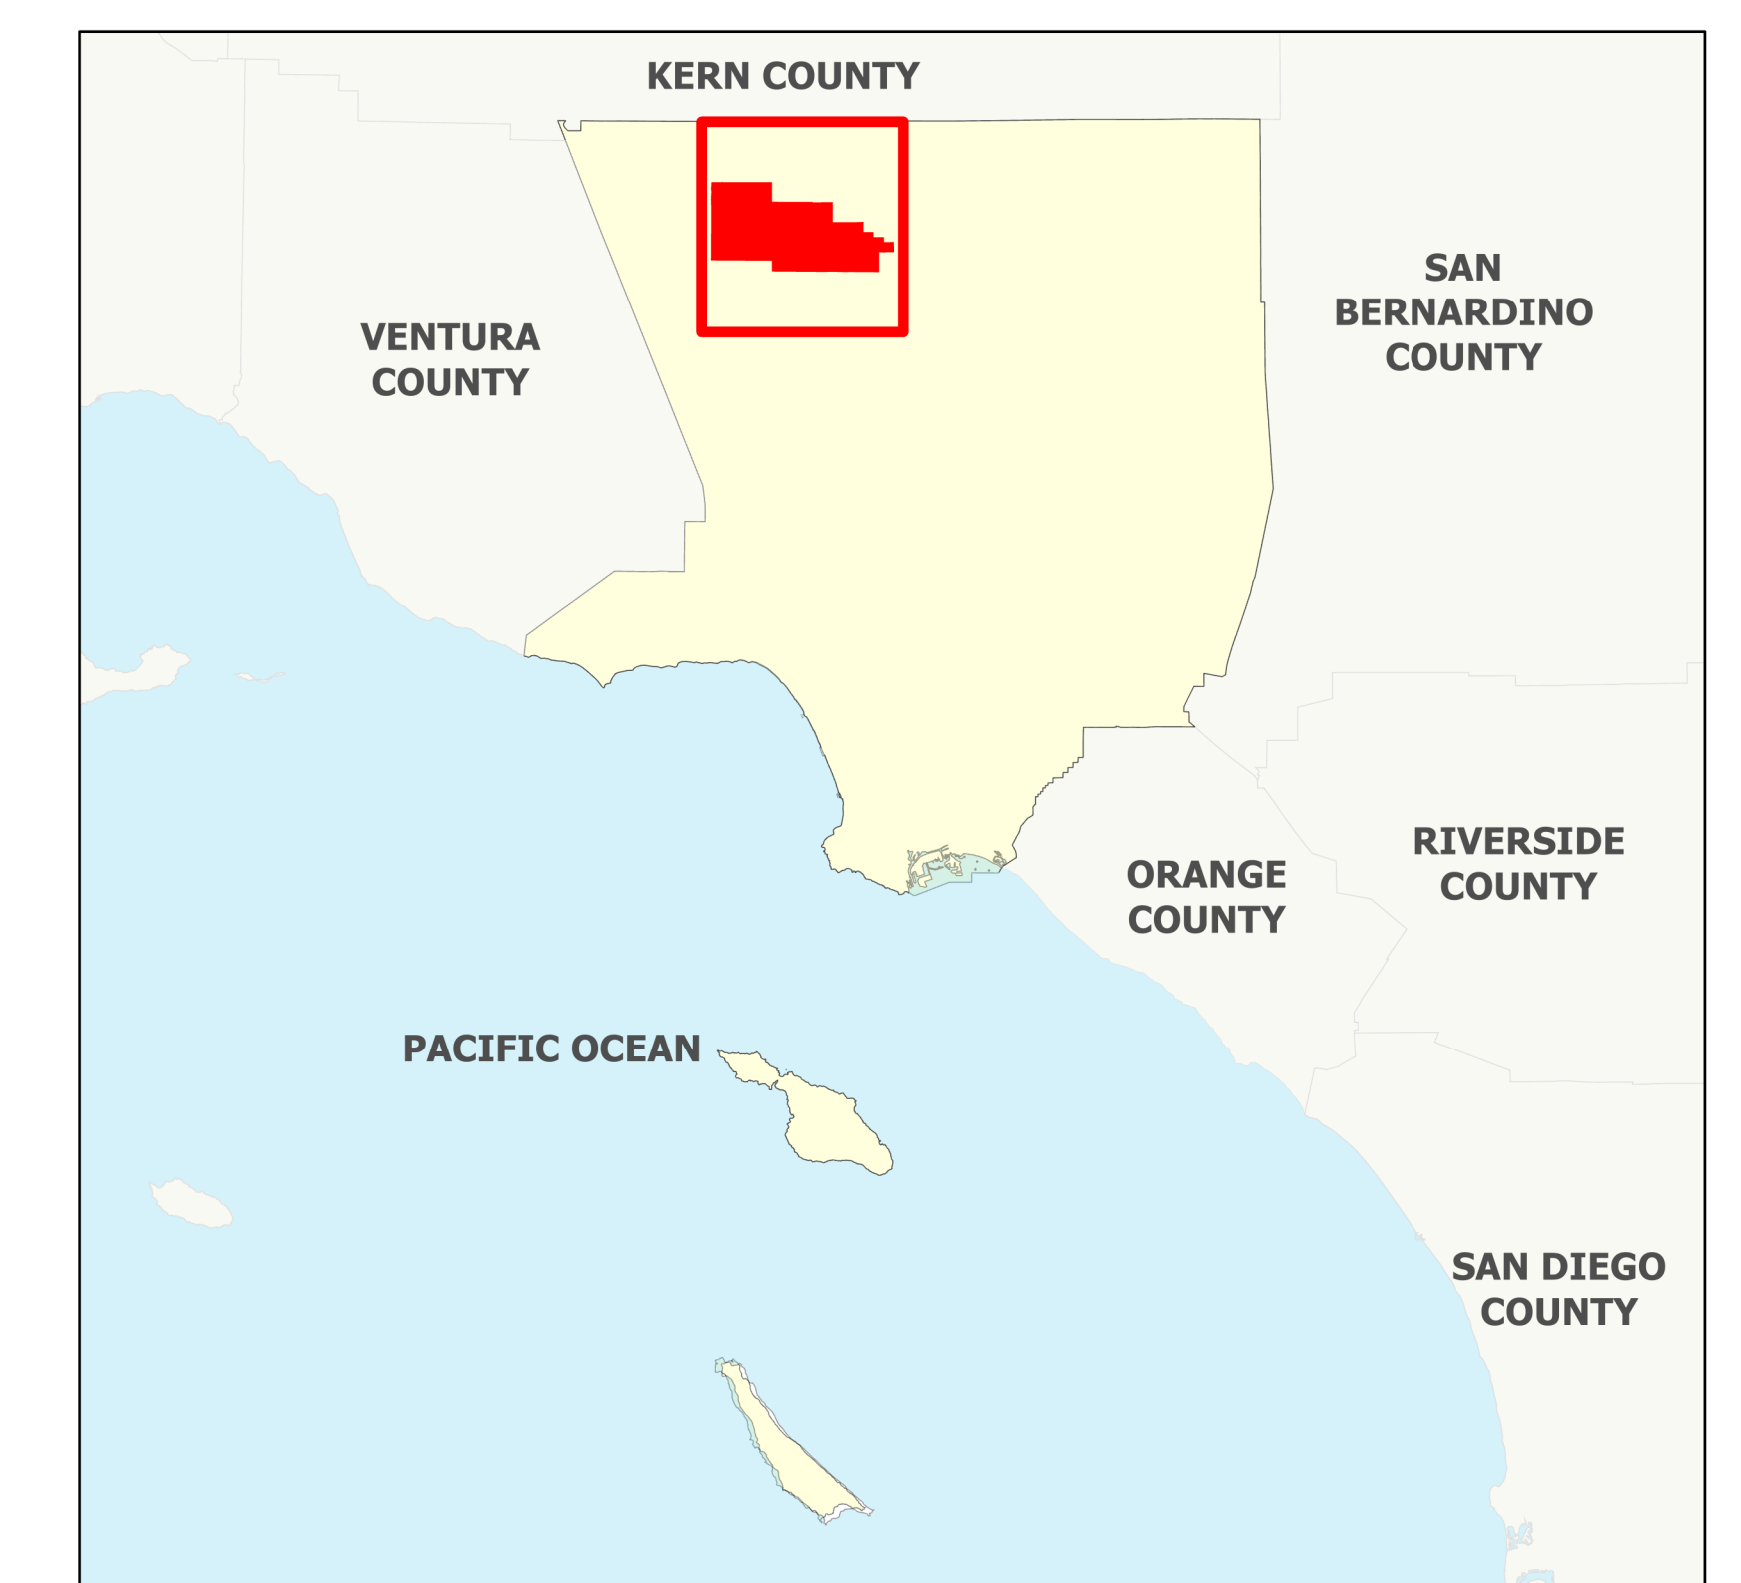 KERN COUNTY
SAN
BERNARDINO
COUNTY
VENTURA
COUNTY
RIVERSIDE
COUNTY
ORANGE
COUNTY
PACIFIC OCEAN
SAN DIEGO
COUNTY